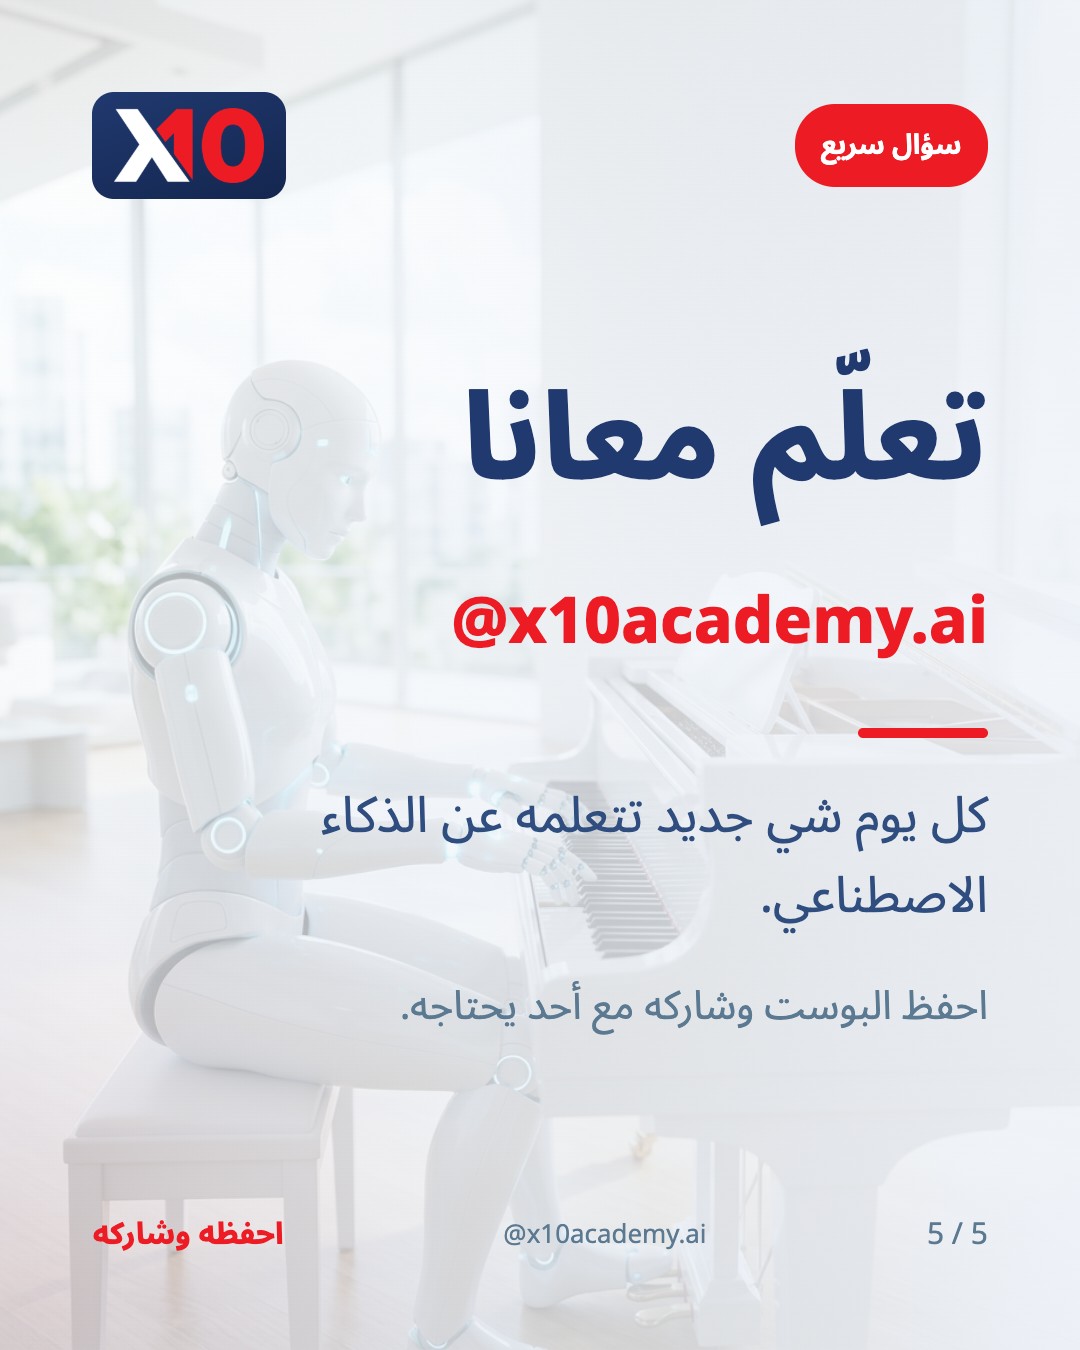 X10
سؤال سريع
تعلّم معانا
@x10academy.ai
كل يوم شي جديد تتعلمه عن الذكاء
الاصطناعي.
احفظ البوست وشاركه مع أحد يحتاجه.
5 / 5
@x10academy.ai
احفظه وشاركه